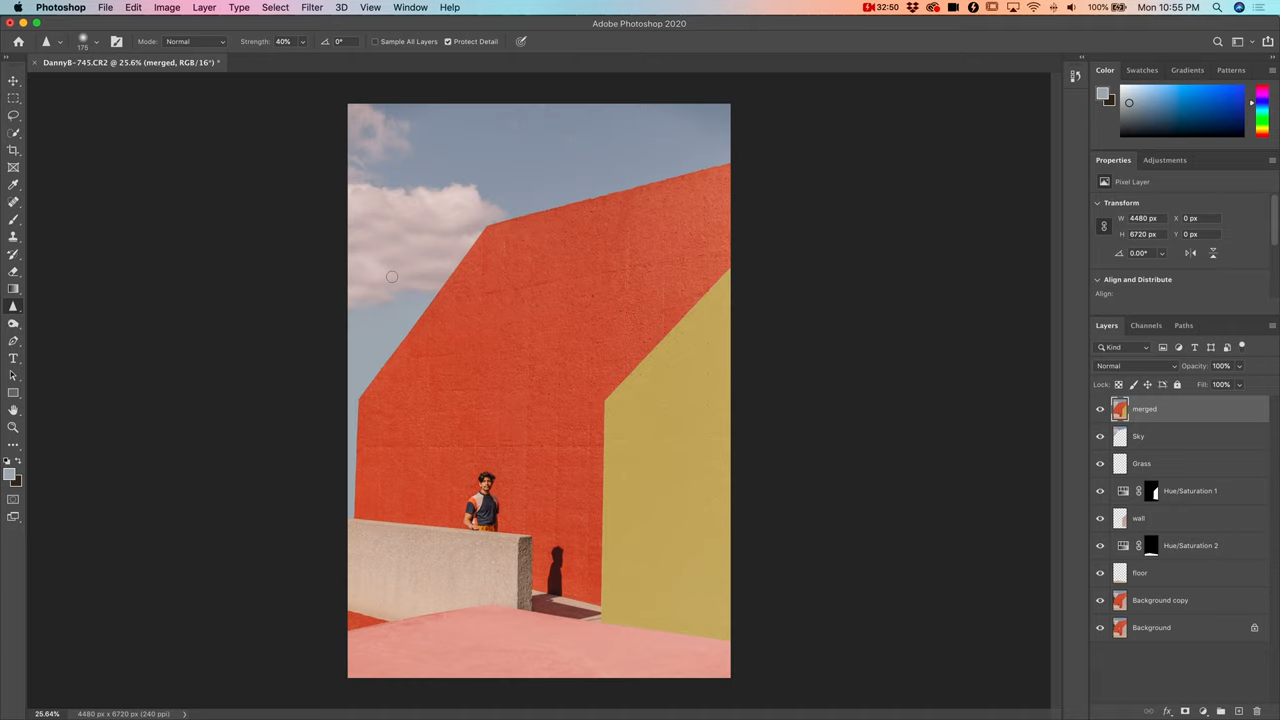 Photoshop File Edit Image Layer Type Select Filter 3D View Window Help 32:50 100% Mon 10:55 PM
Adobe Photoshop 2020
175 Mode: Normal Strength: 40% 0° Sample All Layers Protect Detail
× DannyB-745.CR2 @ 25.6% (merged, RGB/16*) *
Color Swatches Gradients Patterns
Properties Adjustments
Pixel Layer
Transform
W 4480 px X 0 px
H 6720 px Y 0 px
0.00°
Align and Distribute
Align:
Layers Channels Paths
Kind
Normal Opacity: 100%
Lock: Fill: 100%
merged
Sky
Grass
Hue/Saturation 1
wall
Hue/Saturation 2
floor
Background copy
Background
25.64% 4480 px x 6720 px (240 ppi)